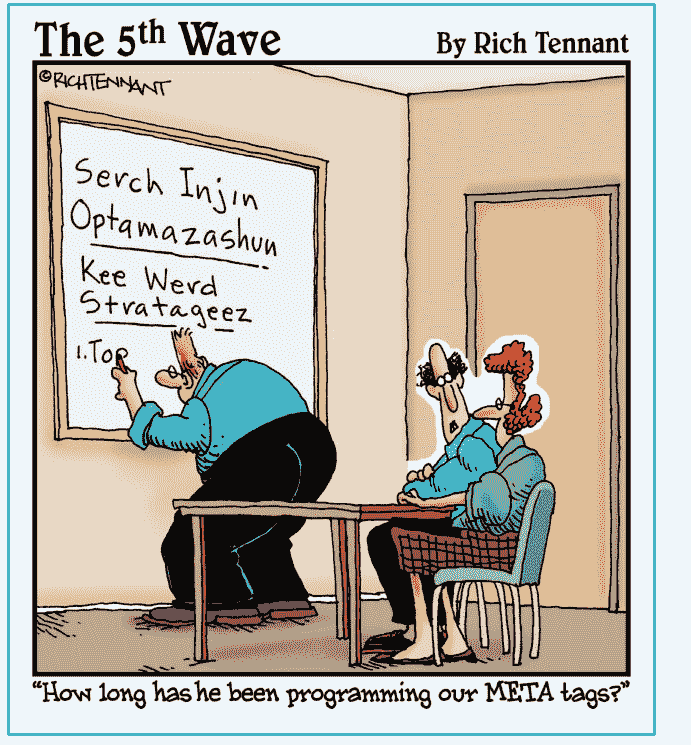 The 5th Wave By Rich Tennant
©RICHTENNANT
Serch Injin
Optamazashun
Kee Werd
Stratageez
1. Top
“How long has he been programming our META tags?”